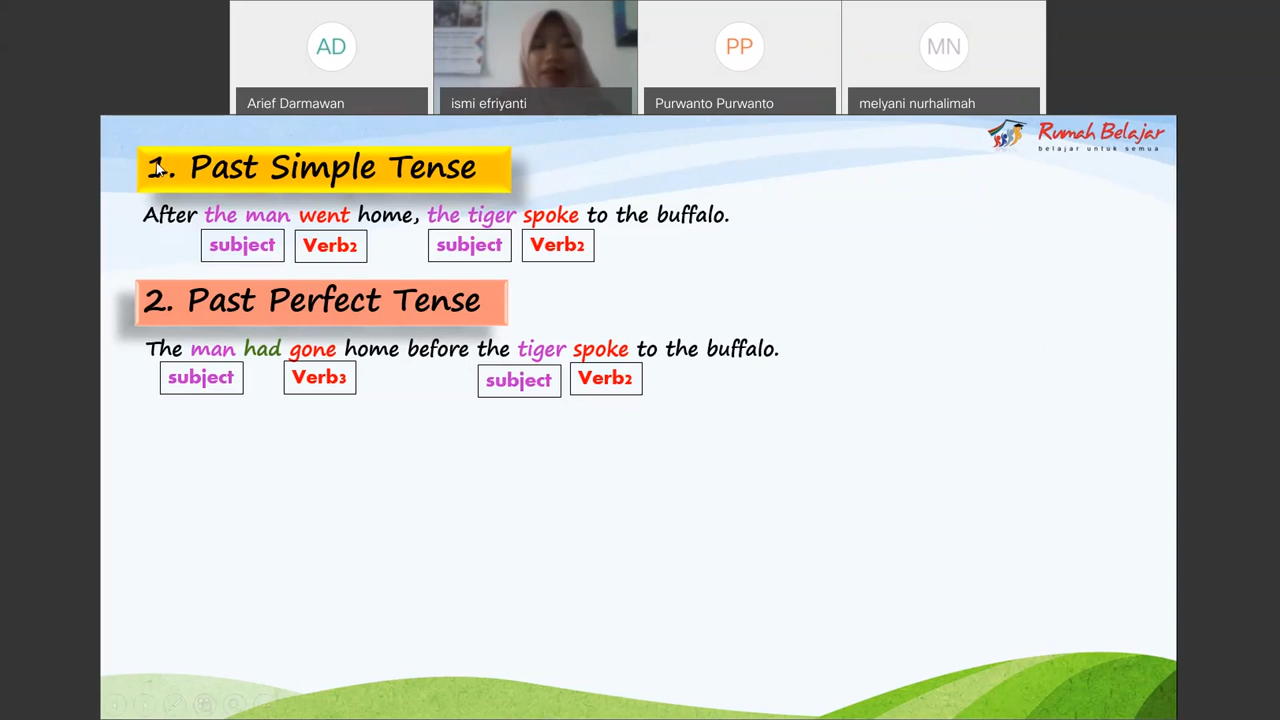 AD
PP
MN
Arief Darmawan
ismi efriyanti
Purwanto Purwanto
melyani nurhalimah
Rumah Belajar
belajar untuk semua
1. Past Simple Tense
After the man went home, the tiger spoke to the buffalo.
subject Verb2 subject Verb2
2. Past Perfect Tense
The man had gone home before the tiger spoke to the buffalo.
subject Verb3 subject Verb2